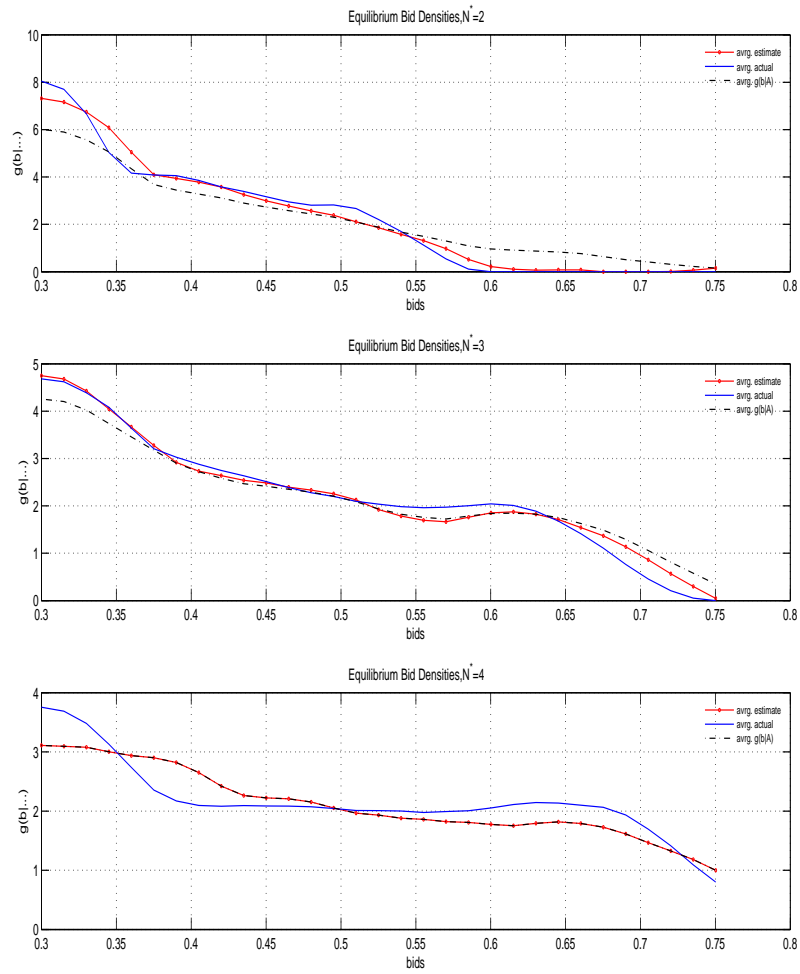 Equilibrium Bid Densities,N*=2
10
8
6
4
2
0
g(b|...)
avrg. estimate
avrg. actual
avrg. g(b|A)
0.3 0.35 0.4 0.45 0.5 0.55 0.6 0.65 0.7 0.75 0.8
bids
Equilibrium Bid Densities,N*=3
5
4
3
2
1
0
g(b|...)
avrg. estimate
avrg. actual
avrg. g(b|A)
0.3 0.35 0.4 0.45 0.5 0.55 0.6 0.65 0.7 0.75 0.8
bids
Equilibrium Bid Densities,N*=4
4
3
2
1
0
g(b|...)
avrg. estimate
avrg. actual
avrg. g(b|A)
0.3 0.35 0.4 0.45 0.5 0.55 0.6 0.65 0.7 0.75 0.8
bids